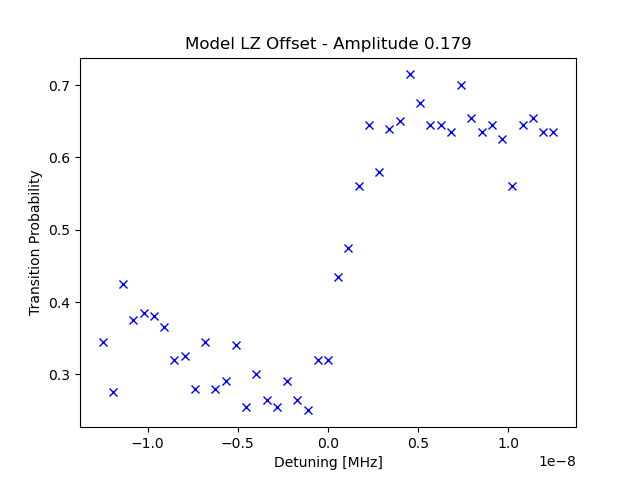 Model LZ Offset - Amplitude 0.179
Transition Probability
0.7
0.6
0.5
0.4
0.3
−1.0 −0.5 0.0 0.5 1.0
1e−8
Detuning [MHz]